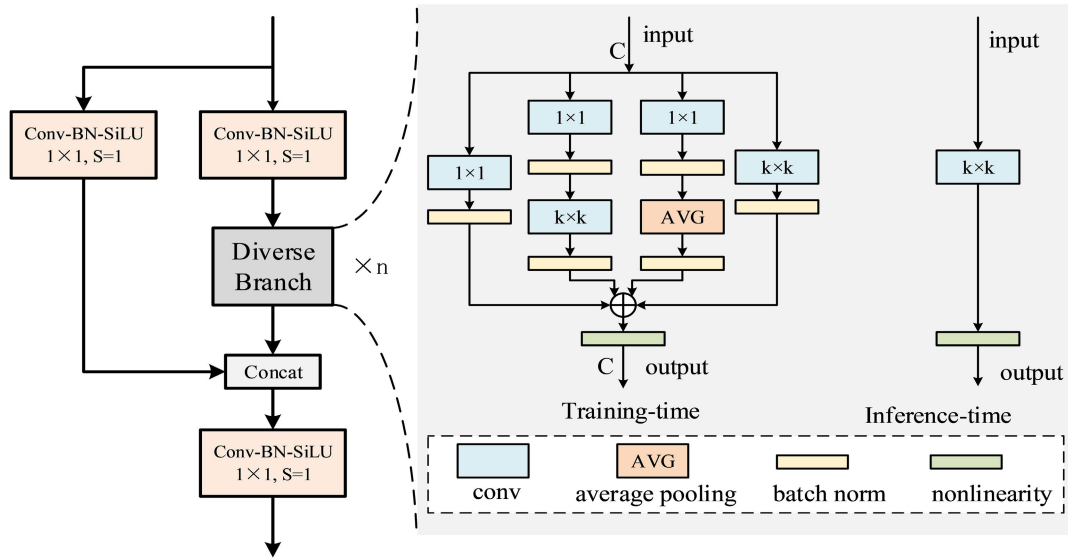 Conv-BN-SiLU
1×1, S=1
Conv-BN-SiLU
1×1, S=1
Diverse
Branch
×n
Concat
Conv-BN-SiLU
1×1, S=1
C
input
1×1
1×1
1×1
k×k
k×k
AVG
C
output
Training-time
input
k×k
output
Inference-time
AVG
conv
average pooling
batch norm
nonlinearity